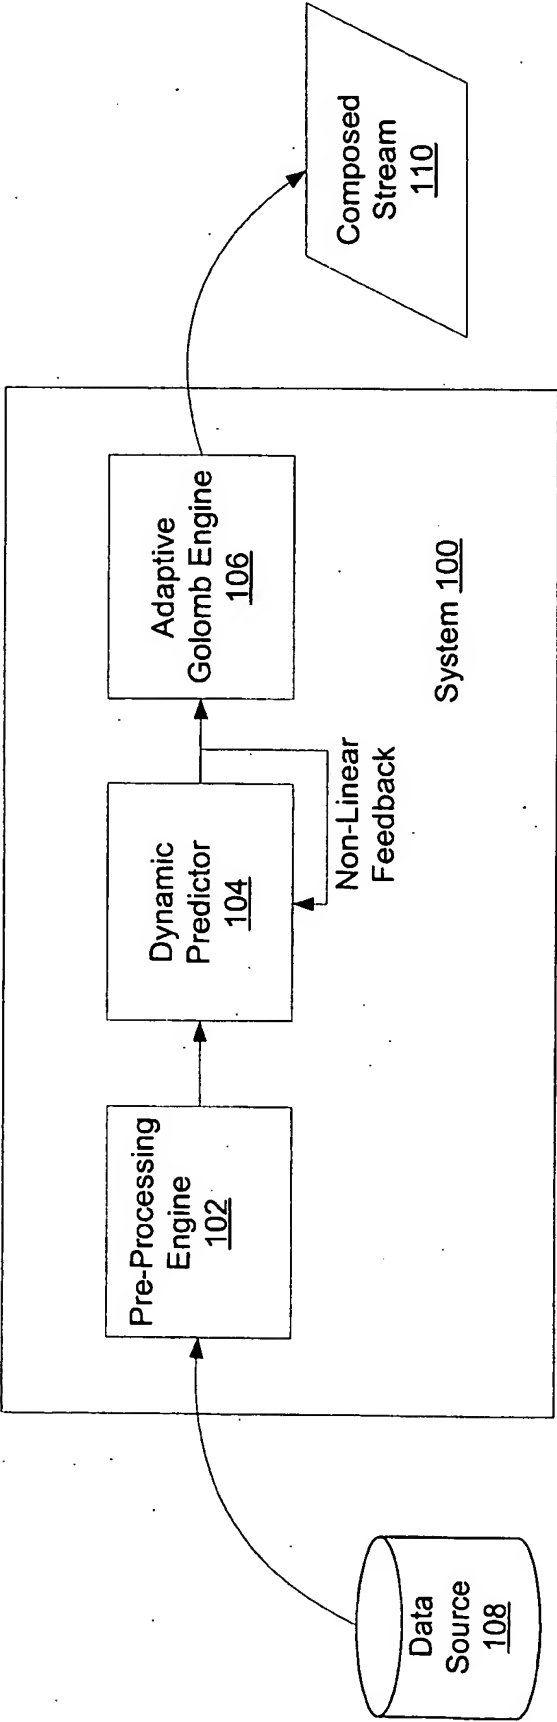 Data
Source
108
Pre-Processing
Engine
102
Dynamic
Predictor
104
Non-Linear
Feedback
Adaptive
Golomb Engine
106
System 100
Composed
Stream
110